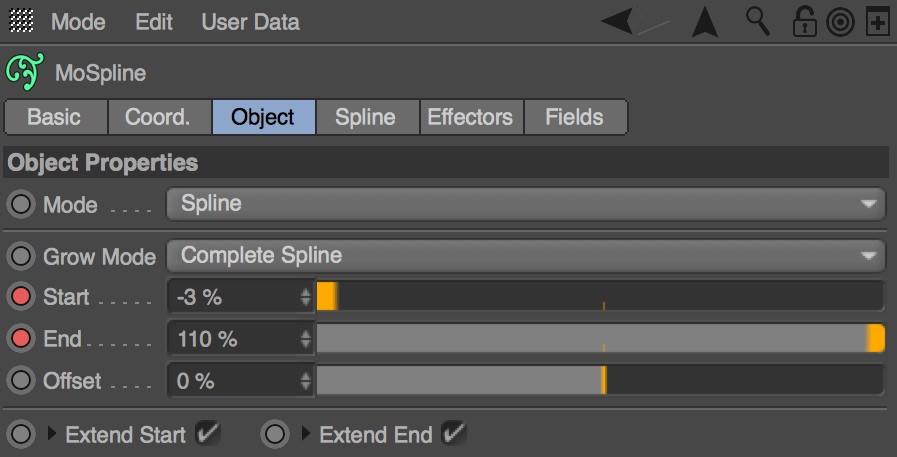 Mode Edit User Data
MoSpline
Basic Coord. Object Spline Effectors Fields
Object Properties
Mode . . . . Spline
Grow Mode Complete Spline
Start . . . . . -3 %
End . . . . . . 110 %
Offset . . . . 0 %
Extend Start Extend End